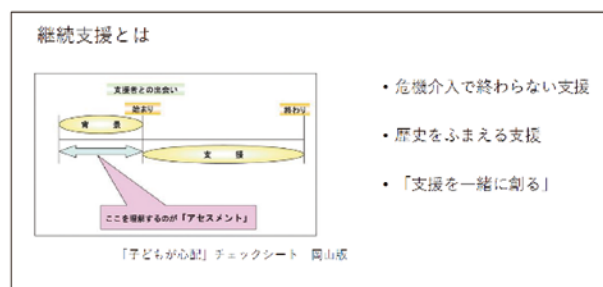 継続支援とは
支援者との出会い
始まり
終わり
背 景
支 援
ここを理解するのが「アセスメント」
「子どもが心配」チェックシート 岡山版
・危機介入で終わらない支援
・歴史をふまえる支援
・「支援を一緒に創る」